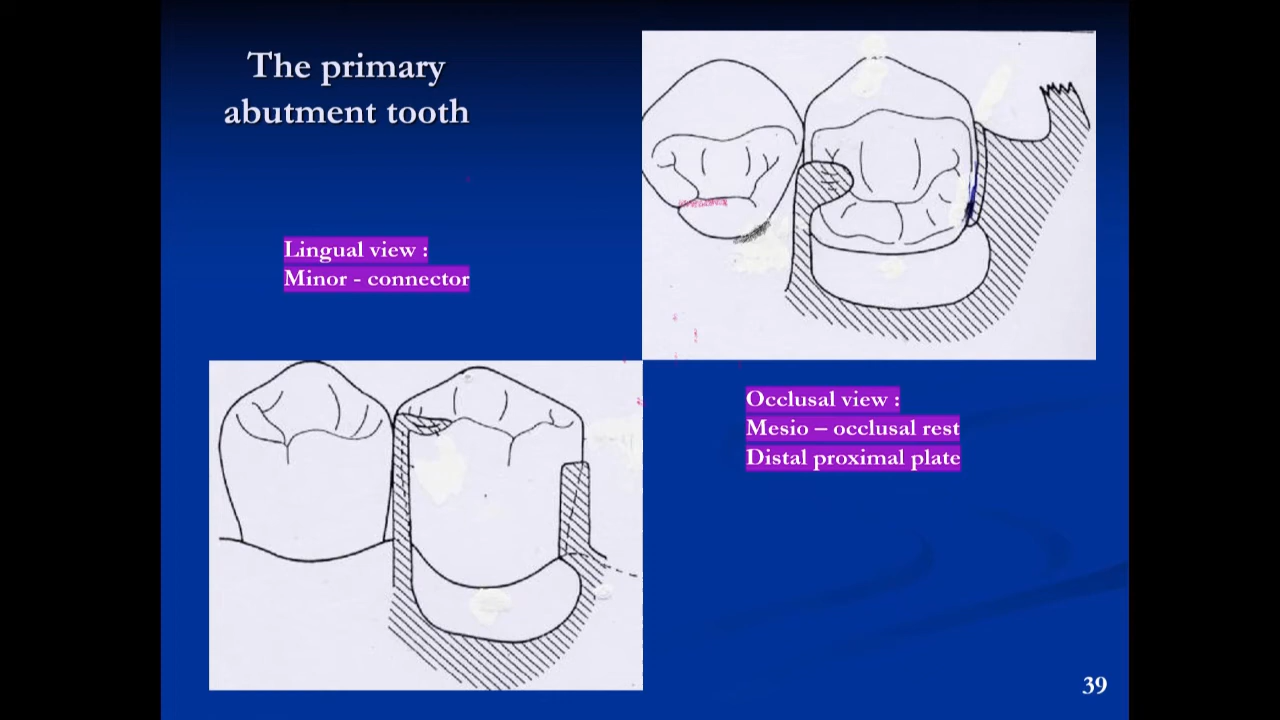 The primary
abutment tooth
Lingual view :
Minor - connector
Occlusal view :
Mesio – occlusal rest
Distal proximal plate
39